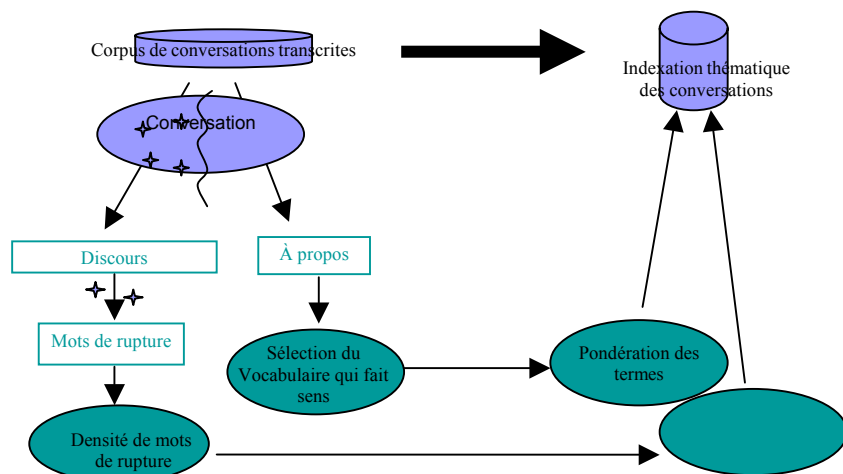 Corpus de conversations transcrites
Indexation thématique
des conversations
Conversation
Discours
À propos
Mots de rupture
Sélection du
Vocabulaire qui fait
sens
Pondération des
termes
Densité de mots
de rupture